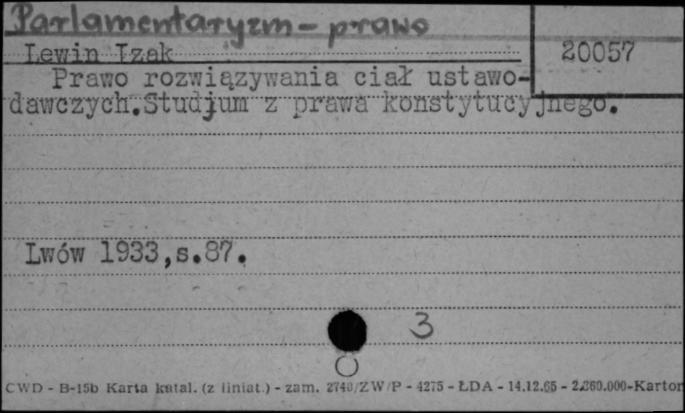 Parlamentaryzm - prawo
Lewin Izak
20057
Prawo rozwiązywania ciał ustawo-
dawczych. Studjum z prawa konstytucyjnego.
Lwów 1933, s. 87.
3
CWD - B-15b Karta katal. (z liniat.) - zam. 2740/ZW/P - 4275 - ŁDA - 14.12.65 - 2.360.000-Karton